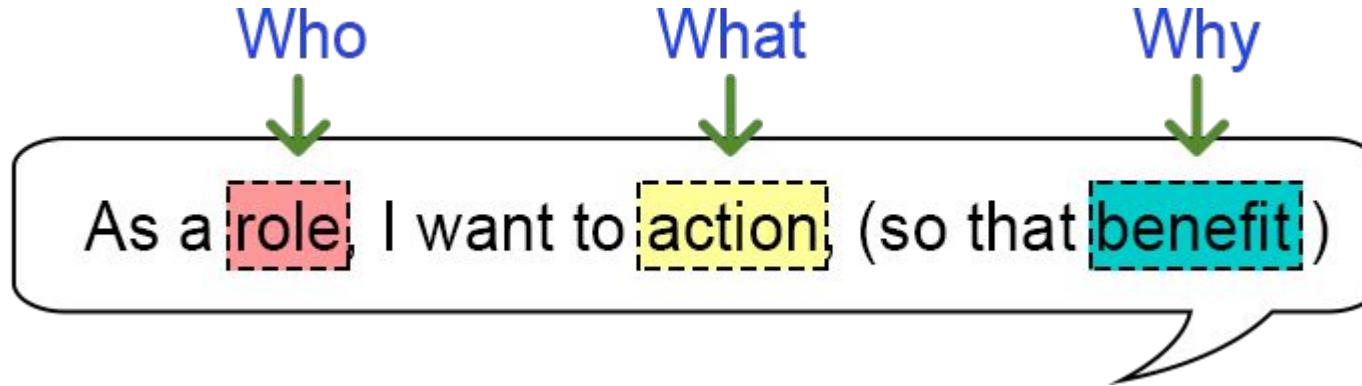 Who What Why
As a role, I want to action, (so that benefit )